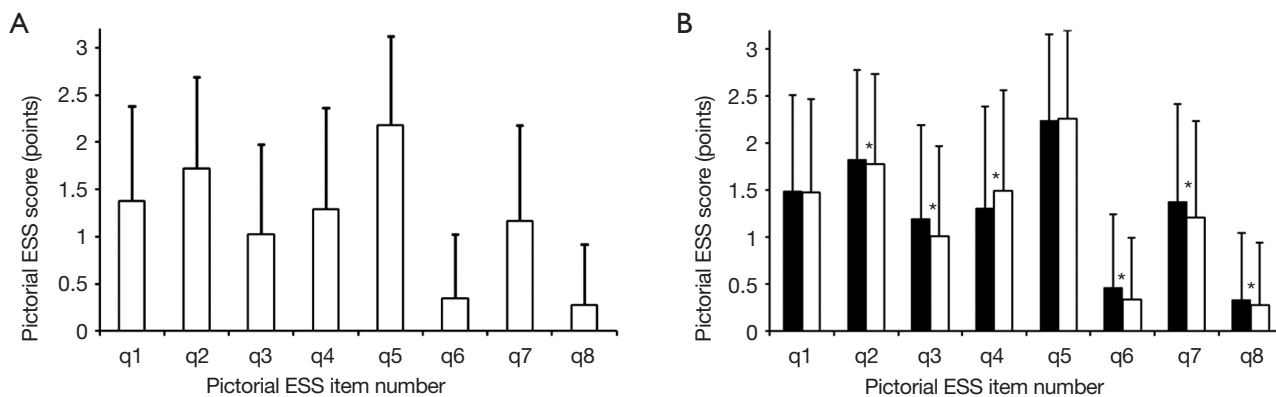 A
Pictorial ESS score (points)
3
2.5
2
1.5
1
0.5
0
q1 q2 q3 q4 q5 q6 q7 q8
Pictorial ESS item number
B
Pictorial ESS score (points)
3
2.5
2
1.5
1
0.5
0
* * * * * *
q1 q2 q3 q4 q5 q6 q7 q8
Pictorial ESS item number